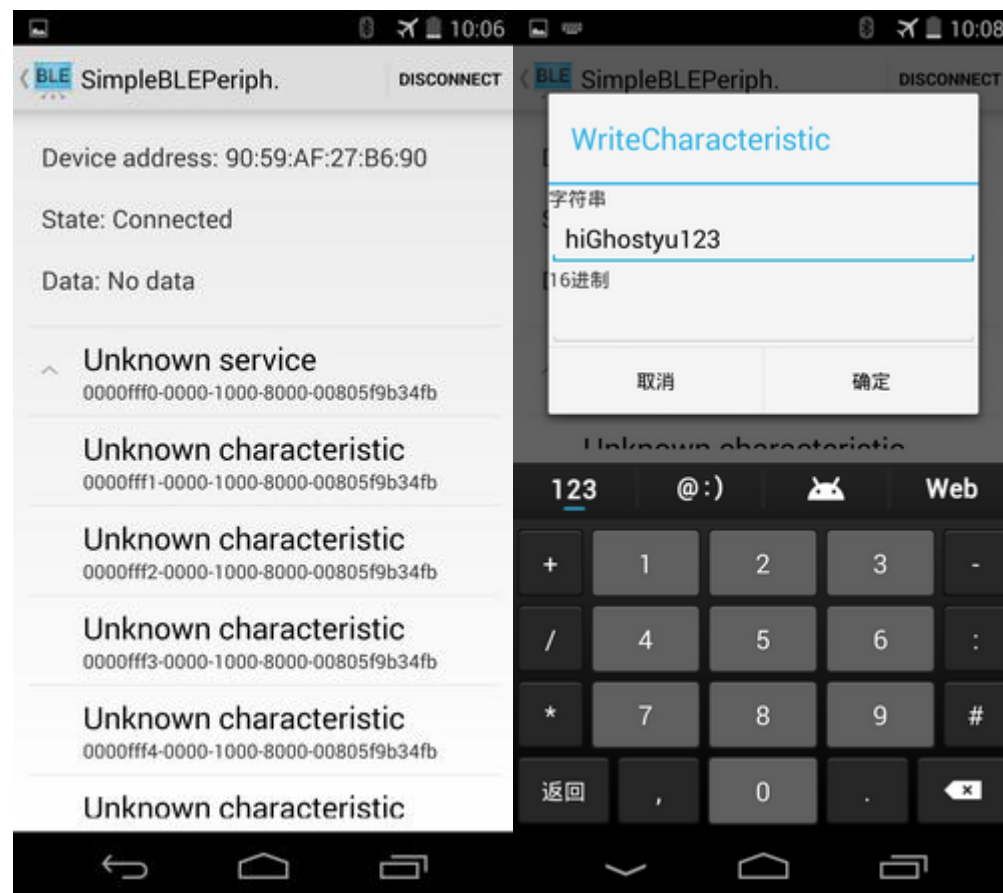 10:06
BLE SimpleBLEPeriph. DISCONNECT
Device address: 90:59:AF:27:B6:90
State: Connected
Data: No data
Unknown service
0000fff0-0000-1000-8000-00805f9b34fb
Unknown characteristic
0000fff1-0000-1000-8000-00805f9b34fb
Unknown characteristic
0000fff2-0000-1000-8000-00805f9b34fb
Unknown characteristic
0000fff3-0000-1000-8000-00805f9b34fb
Unknown characteristic
0000fff4-0000-1000-8000-00805f9b34fb
Unknown characteristic
10:08
BLE SimpleBLEPeriph. DISCONNECT
WriteCharacteristic
字符串
hiGhostyu123
16进制
取消 确定
Unknown characteristic
123 @:) Web
+ 1 2 3 -
/ 4 5 6 :
* 7 8 9 #
返回 , 0 .